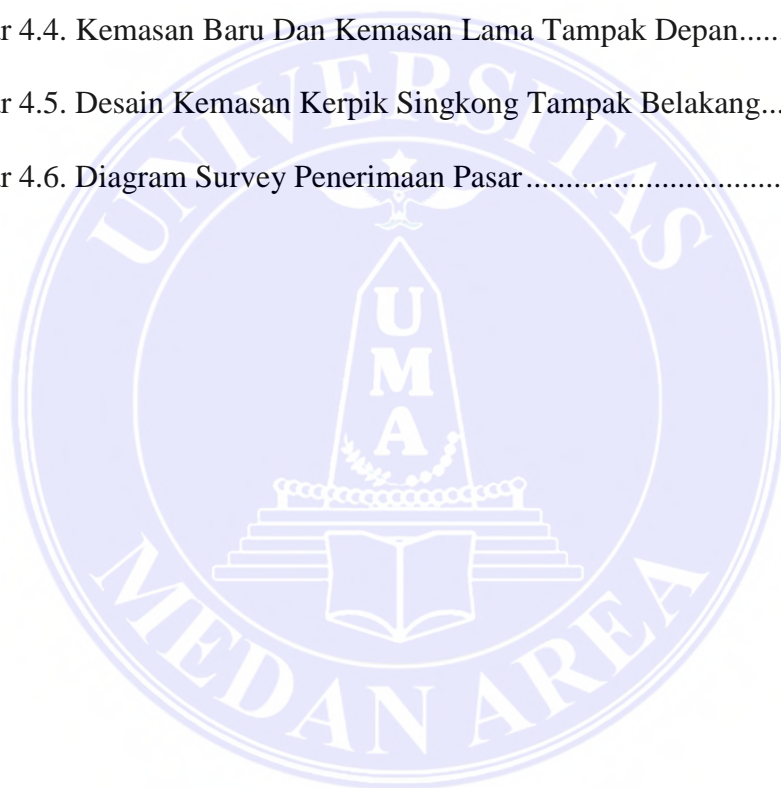 r 4.4. Kemasan Baru Dan Kemasan Lama Tampak Depan......
r 4.5. Desain Kemasan Kerpik Singkong Tampak Belakang...
r 4.6. Diagram Survey Penerimaan Pasar................................
UNIVERSITAS
U
M
A
MEDAN AREA